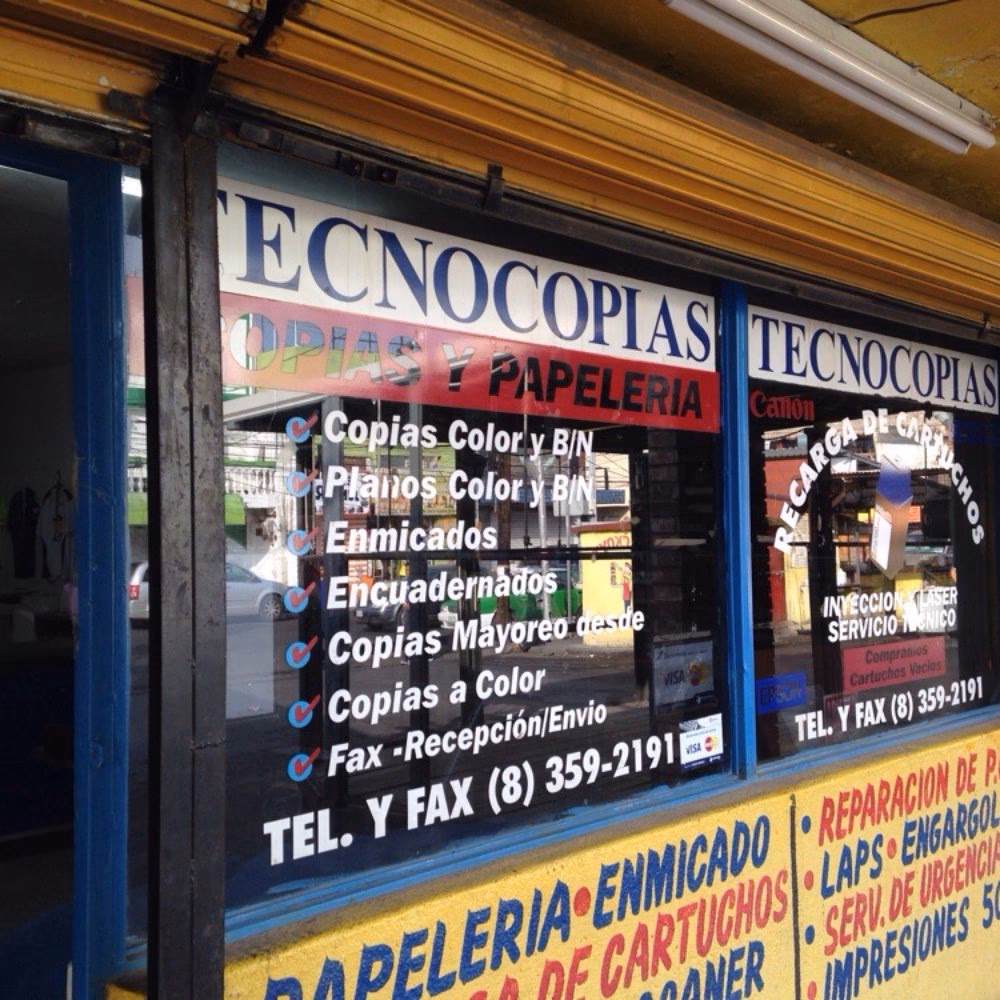 TECNOCOPIAS
COPIAS Y PAPELERIA
Copias Color y B/N
Planos Color y B/N
Enmicados
Encuadernados
Copias Mayoreo desde
Copias a Color
Fax -Recepción/Envio
TEL. Y FAX (8) 359-2191
VISA
VISA
TECNOCOPIAS
Canon
RECARGA DE CARTUCHOS
INYECCION Y LASER
SERVICIO TECNICO
Compramos
Cartuchos Vacios
EPSON
TEL. Y FAX (8) 359-2191
PAPELERIA • ENMICADO
DE CARTUCHOS
• REPARACION DE
• LAPS • ENGARGOL
• SERV. DE URGENCIA
• IMPRESIONES